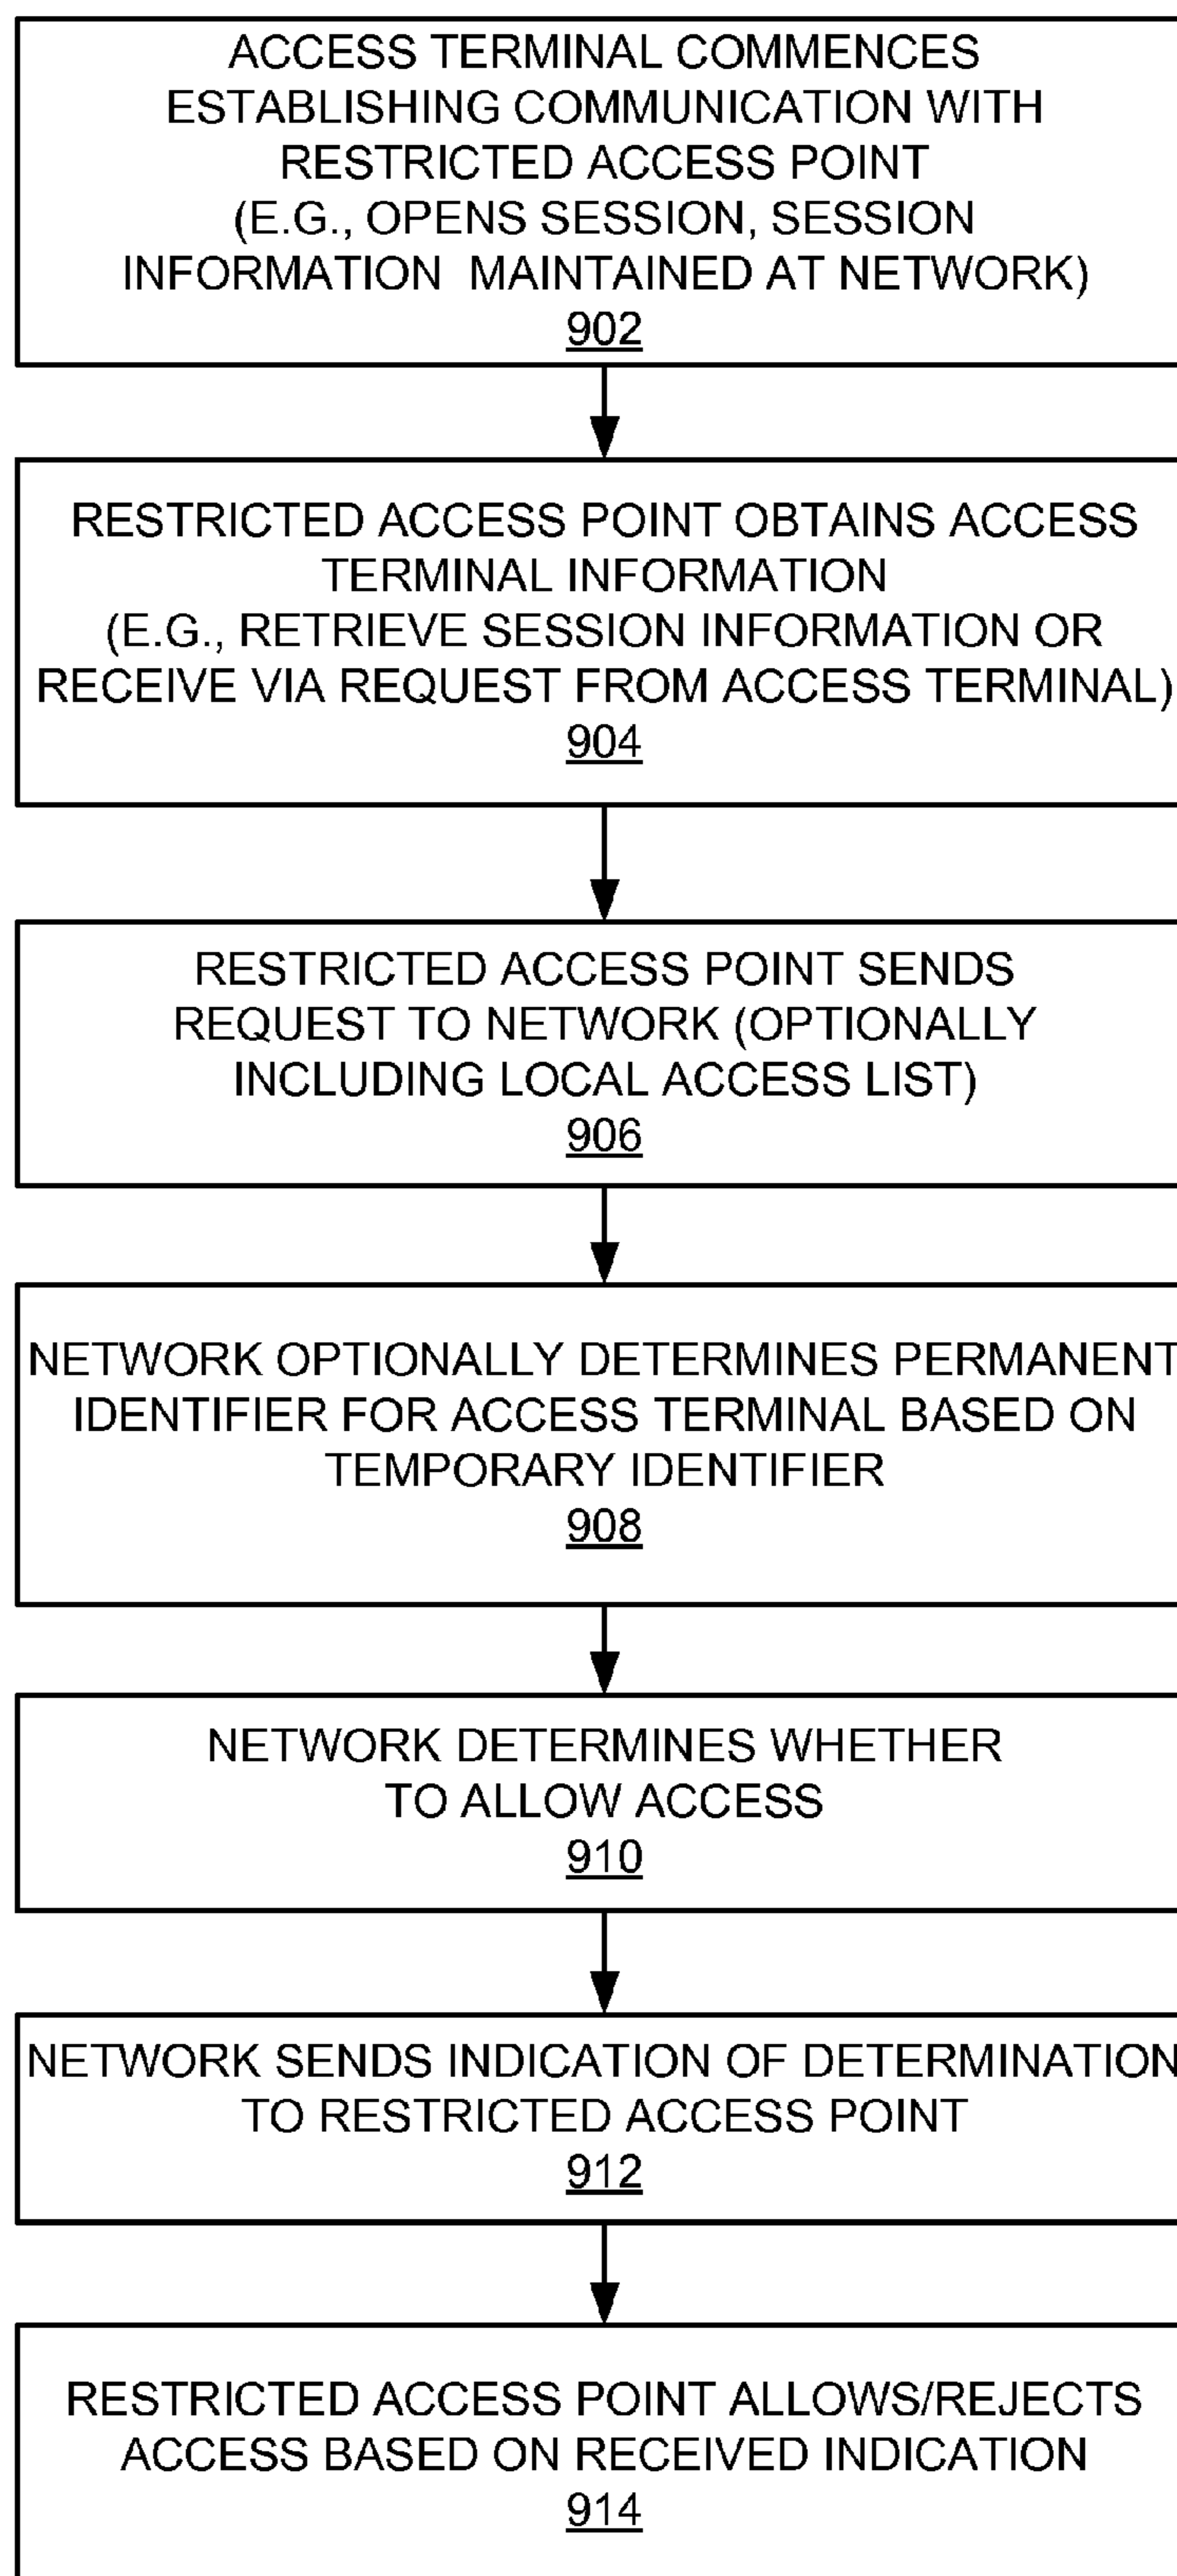 ACCESS TERMINAL COMMENCES
ESTABLISHING COMMUNICATION WITH
RESTRICTED ACCESS POINT
(E.G., OPENS SESSION, SESSION
INFORMATION MAINTAINED AT NETWORK)
902
RESTRICTED ACCESS POINT OBTAINS ACCESS
TERMINAL INFORMATION
(E.G., RETRIEVE SESSION INFORMATION OR
RECEIVE VIA REQUEST FROM ACCESS TERMINAL)
904
RESTRICTED ACCESS POINT SENDS
REQUEST TO NETWORK (OPTIONALLY
INCLUDING LOCAL ACCESS LIST)
906
NETWORK OPTIONALLY DETERMINES PERMANENT
IDENTIFIER FOR ACCESS TERMINAL BASED ON
TEMPORARY IDENTIFIER
908
NETWORK DETERMINES WHETHER
TO ALLOW ACCESS
910
NETWORK SENDS INDICATION OF DETERMINATION
TO RESTRICTED ACCESS POINT
912
RESTRICTED ACCESS POINT ALLOWS/REJECTS
ACCESS BASED ON RECEIVED INDICATION
914